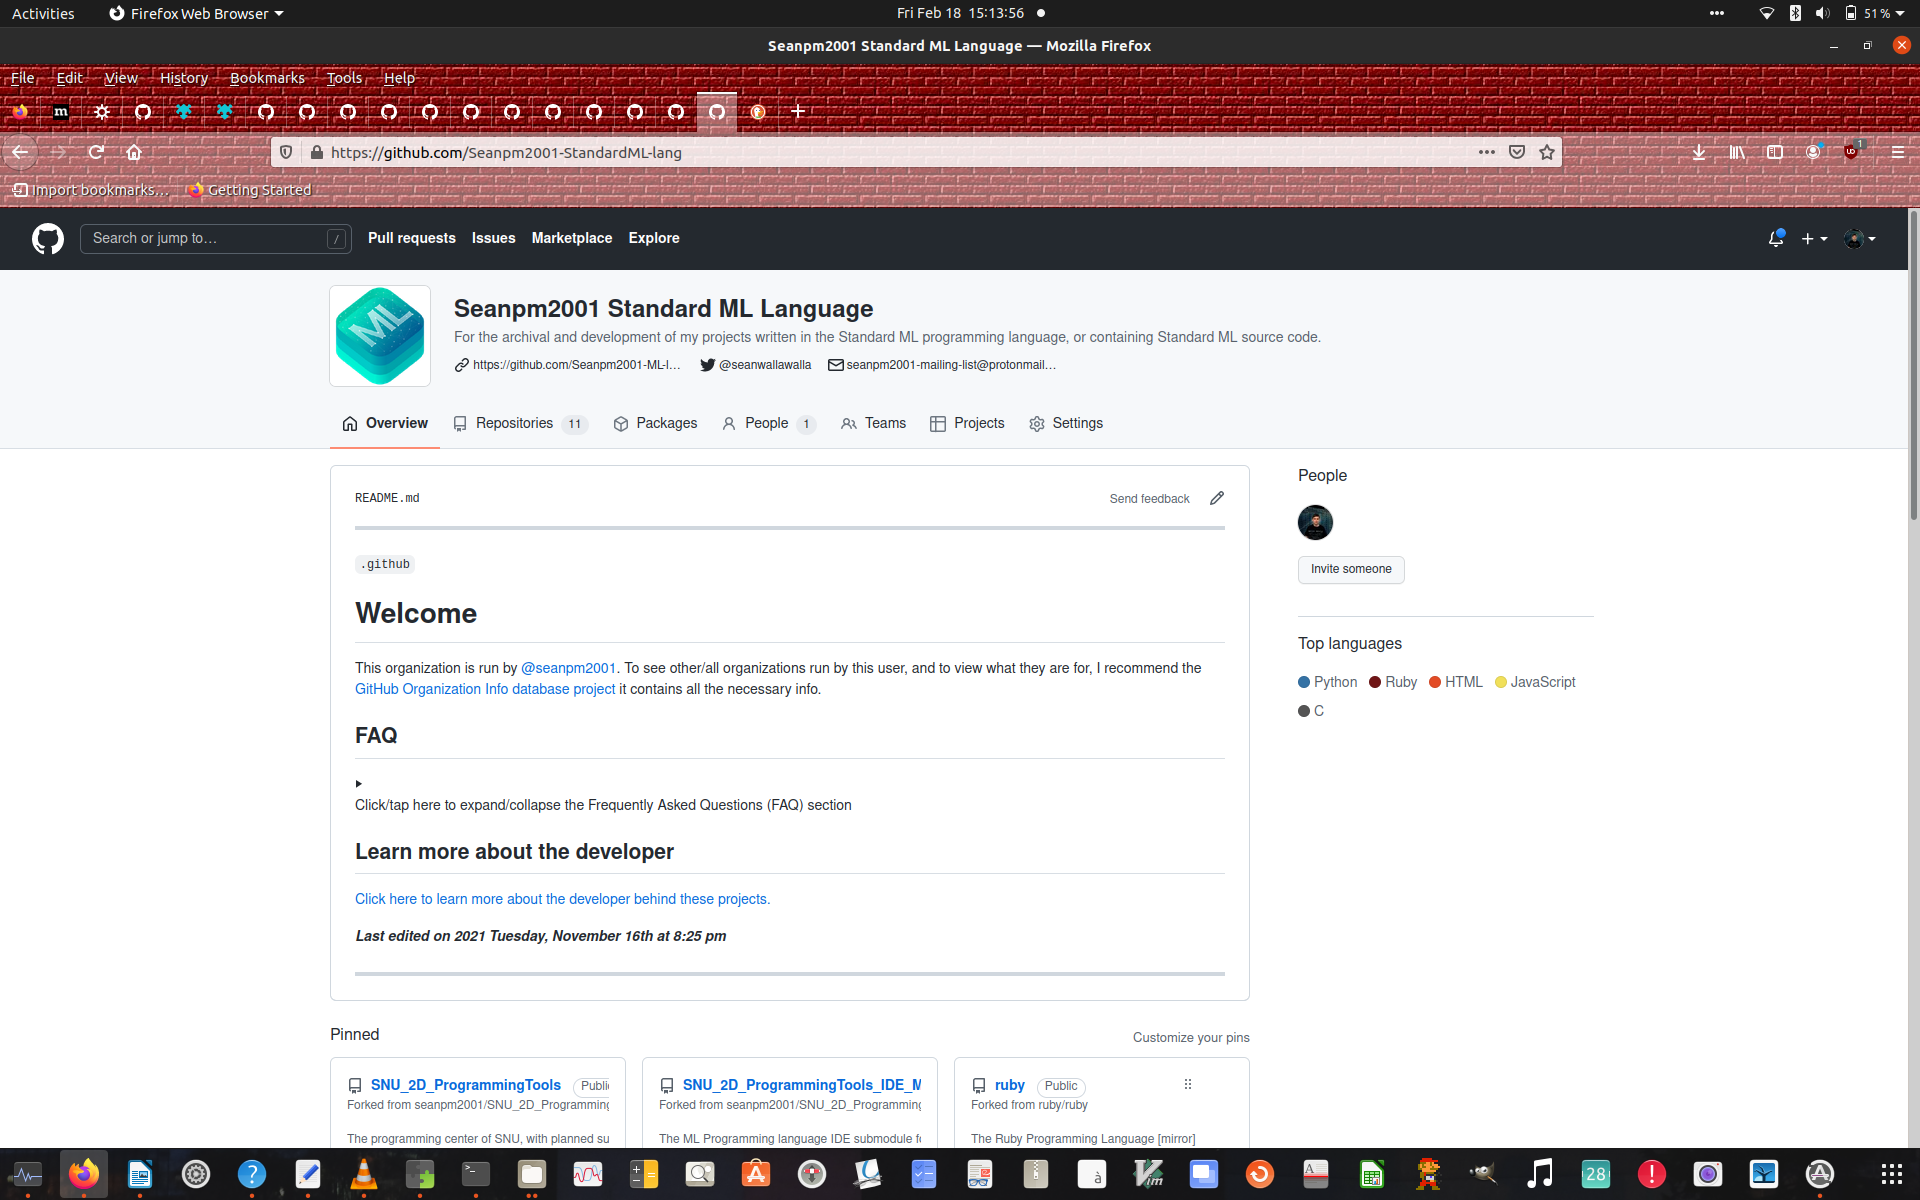 Activities
Firefox Web Browser
Fri Feb 18 15:13:56
51 %
Seanpm2001 Standard ML Language — Mozilla Firefox
File Edit View History Bookmarks Tools Help
https://github.com/Seanpm2001-StandardML-lang
1
Import bookmarks...
Getting Started
Search or jump to...
/
Pull requests
Issues
Marketplace
Explore
ML
Seanpm2001 Standard ML Language
For the archival and development of my projects written in the Standard ML programming language, or containing Standard ML source code.
https://github.com/Seanpm2001-ML-l...
@seanwallawalla
seanpm2001-mailing-list@protonmail...
Overview
Repositories 11
Packages
People 1
Teams
Projects
Settings
README.md
Send feedback
.github
Welcome
This organization is run by @seanpm2001. To see other/all organizations run by this user, and to view what they are for, I recommend the
GitHub Organization Info database project it contains all the necessary info.
FAQ
Click/tap here to expand/collapse the Frequently Asked Questions (FAQ) section
Learn more about the developer
Click here to learn more about the developer behind these projects.
Last edited on 2021 Tuesday, November 16th at 8:25 pm
People
Invite someone
Top languages
Python Ruby HTML JavaScript
C
Pinned
Customize your pins
SNU_2D_ProgrammingTools Publi
Forked from seanpm2001/SNU_2D_Programming
The programming center of SNU, with planned su
SNU_2D_ProgrammingTools_IDE_M
Forked from seanpm2001/SNU_2D_Programming
The ML Programming language IDE submodule fo
ruby Public
Forked from ruby/ruby
The Ruby Programming Language [mirror]
28